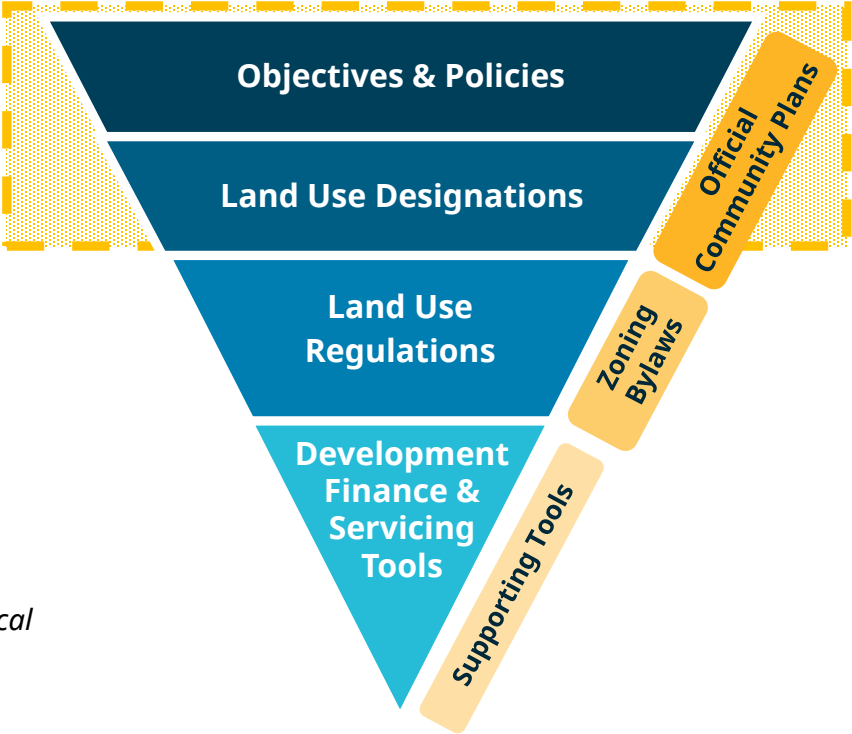 Objectives & Policies
Official
Community Plans
Land Use Designations
Land Use
Regulations
Zoning
Bylaws
Development
Finance &
Servicing
Tools
Supporting Tools